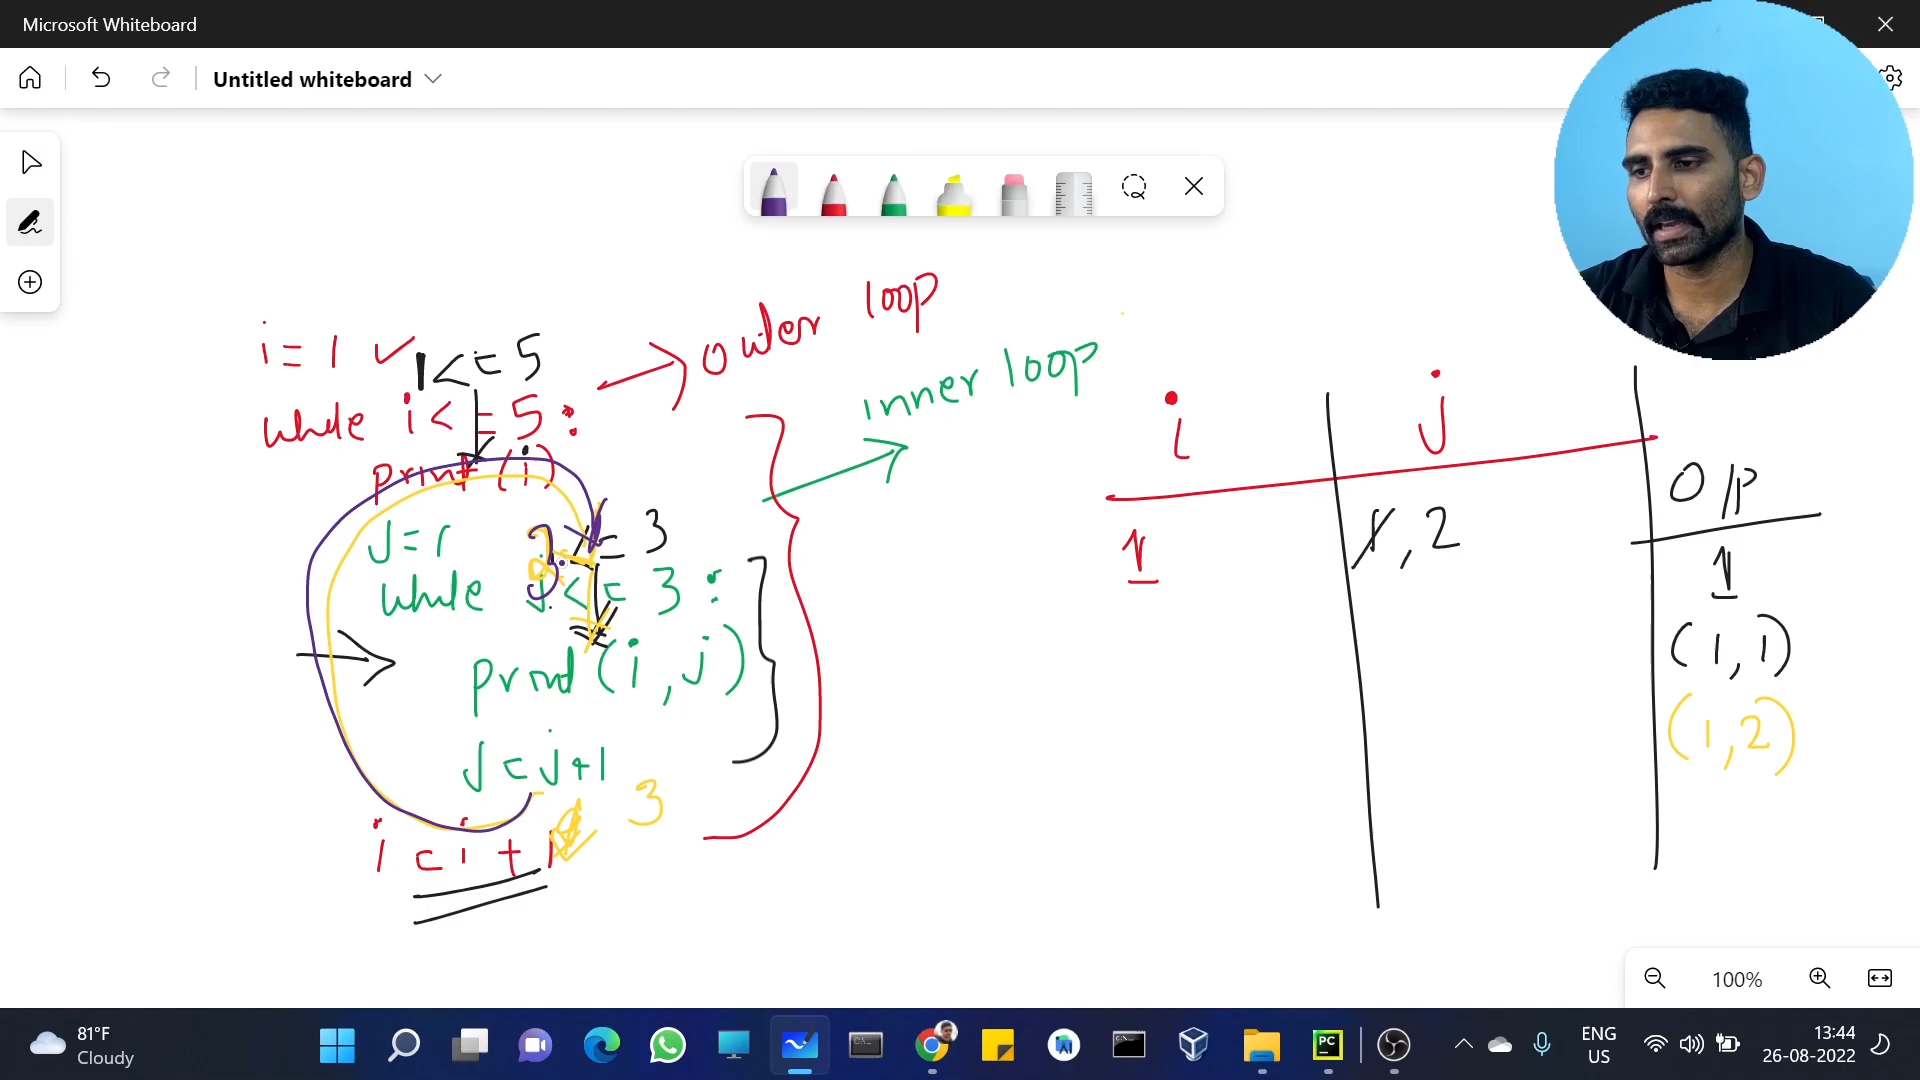 Microsoft Whiteboard
Untitled whiteboard
i = 1 1 <= 5
while i <= 5 :
outer loop
print (i)
inner loop
j = 1
3 <= 3
while j <= 3 :
print (i, j)
j = j+1
3
i = i + 1
i j
O/P
1 1, 2 1
(1, 1)
(1, 2)
100%
81°F
Cloudy
PC
ENG
US
13:44
26-08-2022